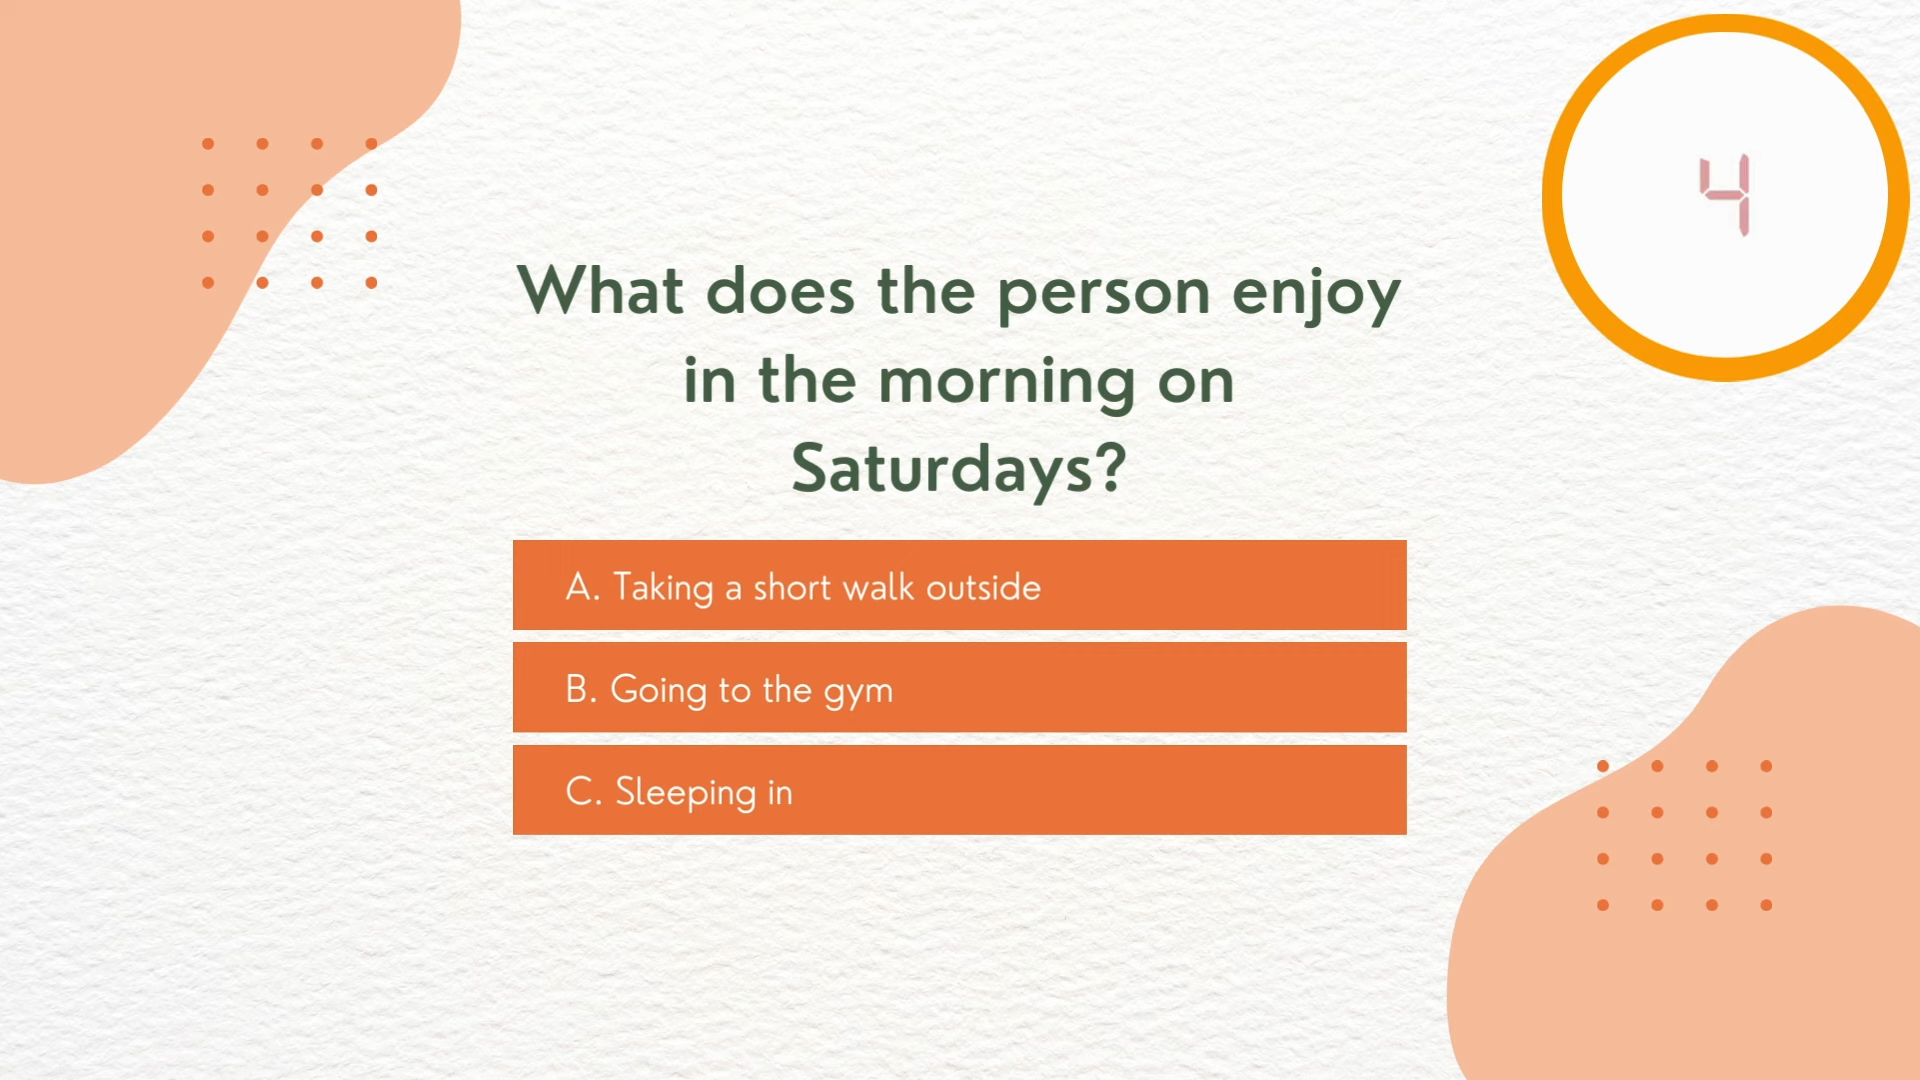 4
What does the person enjoy
in the morning on
Saturdays?
A. Taking a short walk outside
B. Going to the gym
C. Sleeping in